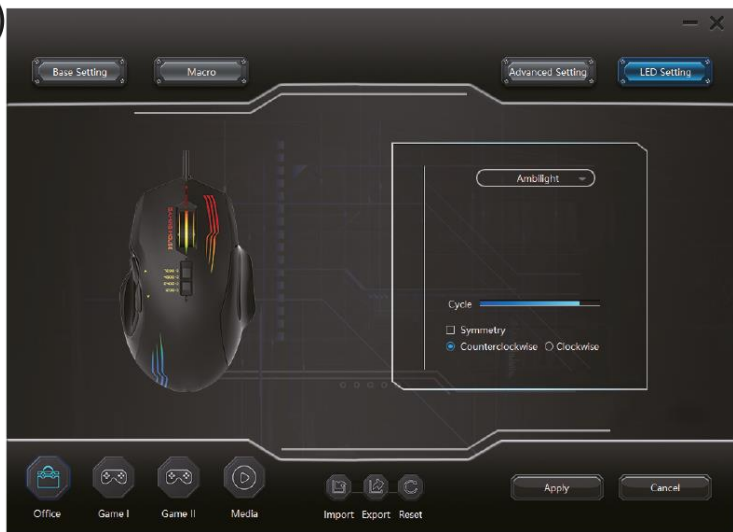 Base Setting
Macro
Advanced Setting
LED Setting
Ambilight
Cycle
Symmetry
Counterclockwise
Clockwise
Office
Game I
Game II
Media
Import
Export
Reset
Apply
Cancel